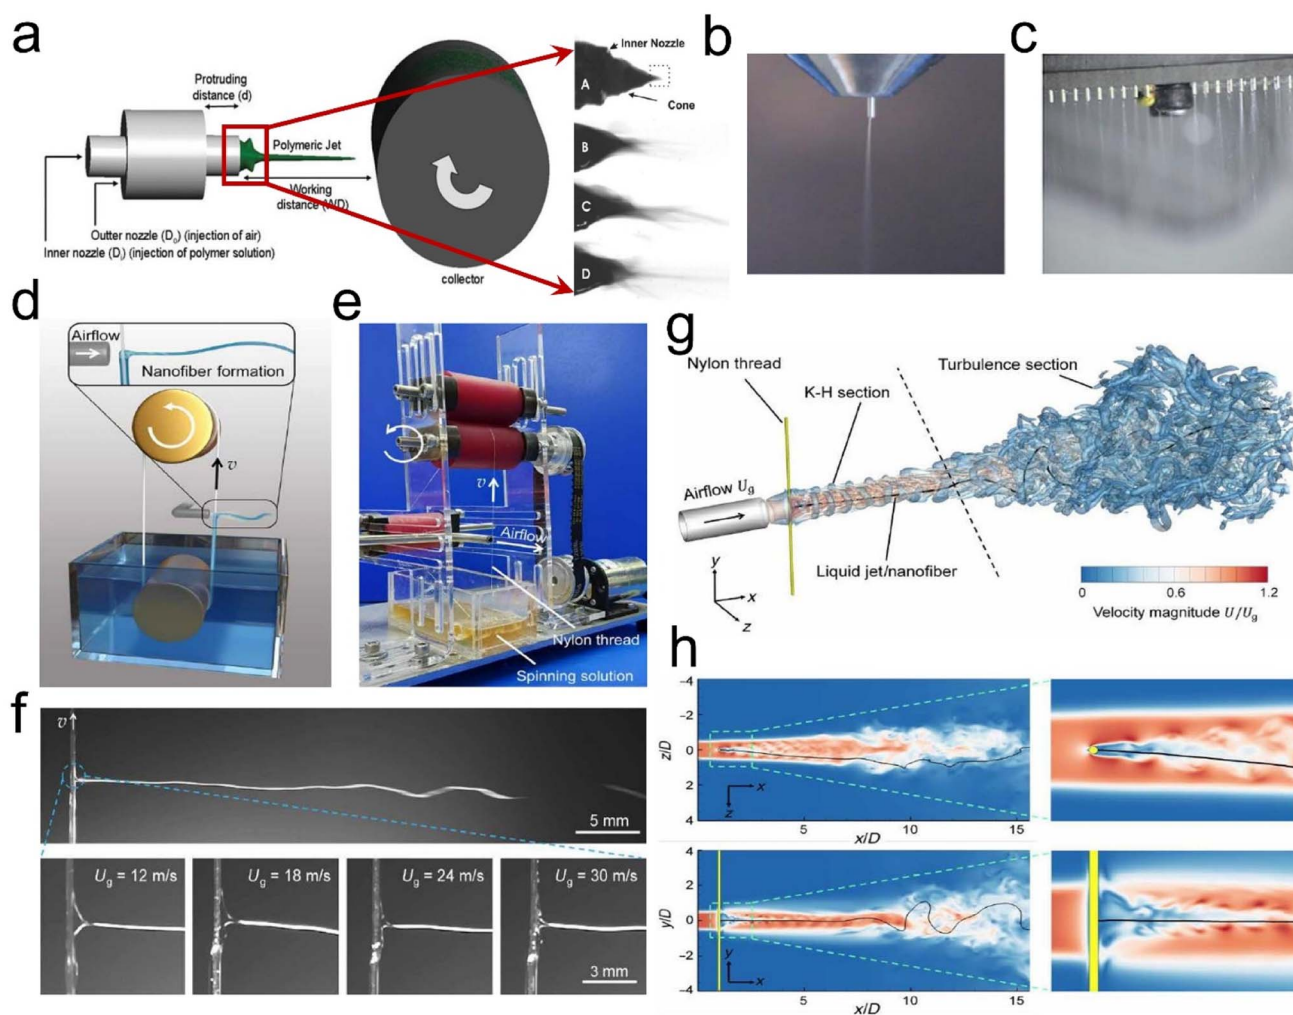 a
Protruding
distance (d)
Polymeric Jet
Working
distance (WD)
Outter nozzle (Dₒ) (injection of air)
Inner nozzle (Dᵢ) (injection of polymer solution)
collector
Inner Nozzle
A
Cone
B
C
D
b
c
d
Airflow
Nanofiber formation
v
e
v
Airflow
Nylon thread
Spinning solution
f
v
5 mm
Ug = 12 m/s
Ug = 18 m/s
Ug = 24 m/s
Ug = 30 m/s
3 mm
g
Nylon thread
K-H section
Turbulence section
Airflow Ug
Liquid jet/nanofiber
y
x
z
0
0.6
1.2
Velocity magnitude U/Ug
h
-4
-2
0
2
4
z/D
x
z
5
10
15
x/D
4
2
0
-2
-4
y/D
y
x
5
10
15
x/D